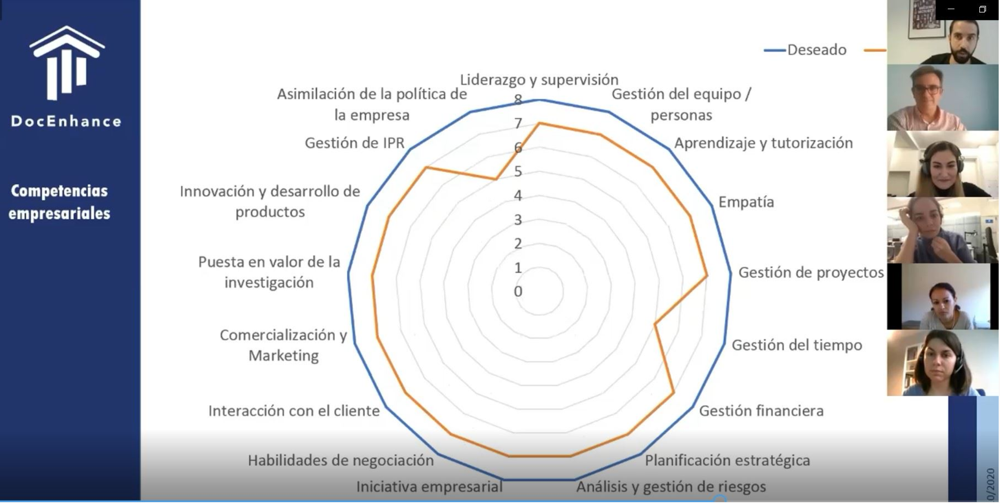 DocEnhance
Competencias
empresariales
Deseado
Liderazgo y supervisión
Asimilación de la política de
la empresa
Gestión del equipo /
personas
Gestión de IPR
Aprendizaje y tutorización
Innovación y desarrollo de
productos
Empatía
Puesta en valor de la
investigación
Gestión de proyectos
Comercialización y
Marketing
Gestión del tiempo
Interacción con el cliente
Gestión financiera
Habilidades de negociación
Planificación estratégica
Iniciativa empresarial
Análisis y gestión de riesgos
8
7
6
5
4
3
2
1
0
0/2020